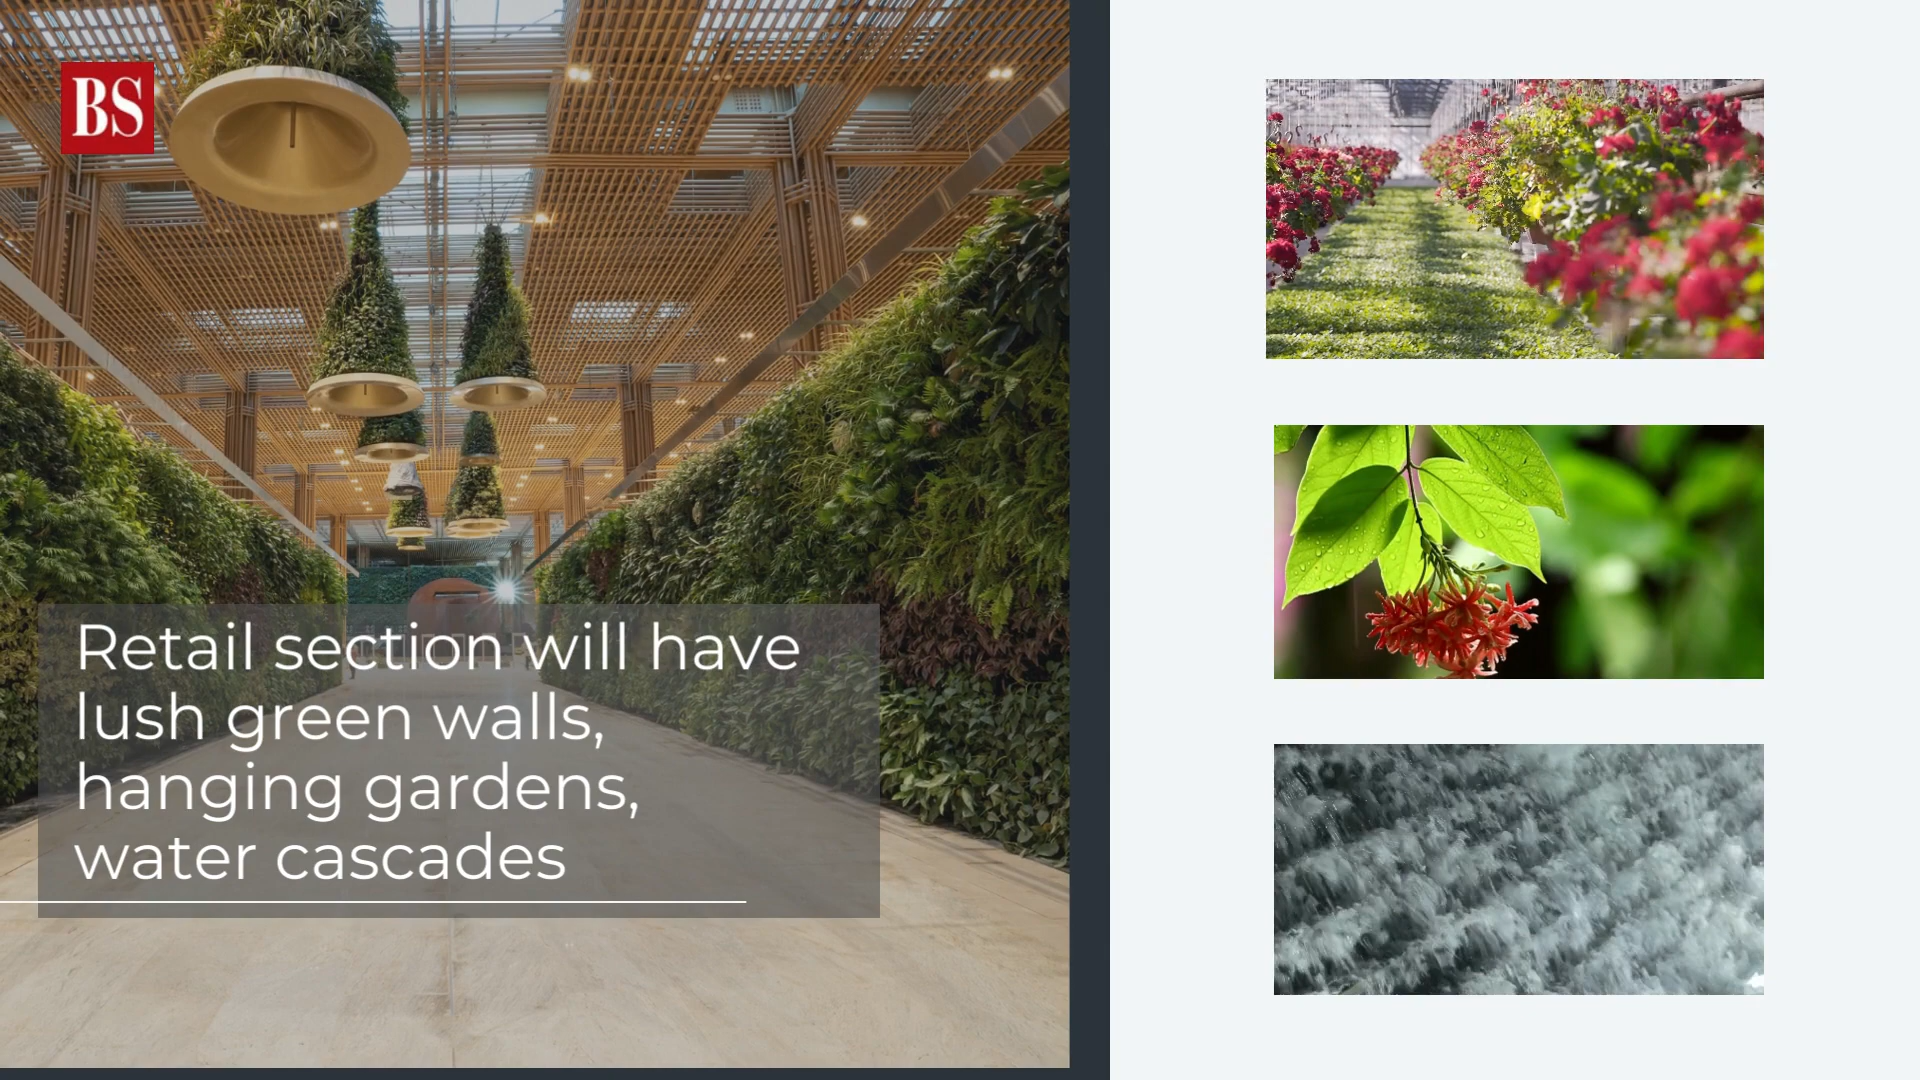 BS
Retail section will have
lush green walls,
hanging gardens,
water cascades